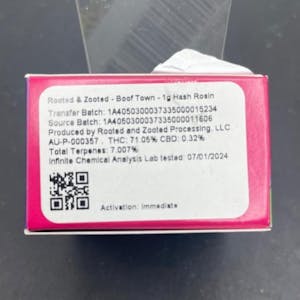 Rooted & Zooted - Boof Town - 1g Hash Rosin
Transfer Batch: 1A4050300037335000015234
Source Batch: 1A4050300037335000011606
Produced by Rooted and Zooted Processing, LLC
AU-P-000357 , THC: 71.05% CBD: 0.32%
Total Terpenes: 7.007%
Infinite Chemical Analysis Lab tested: 07/01/2024
Activation: Immediate